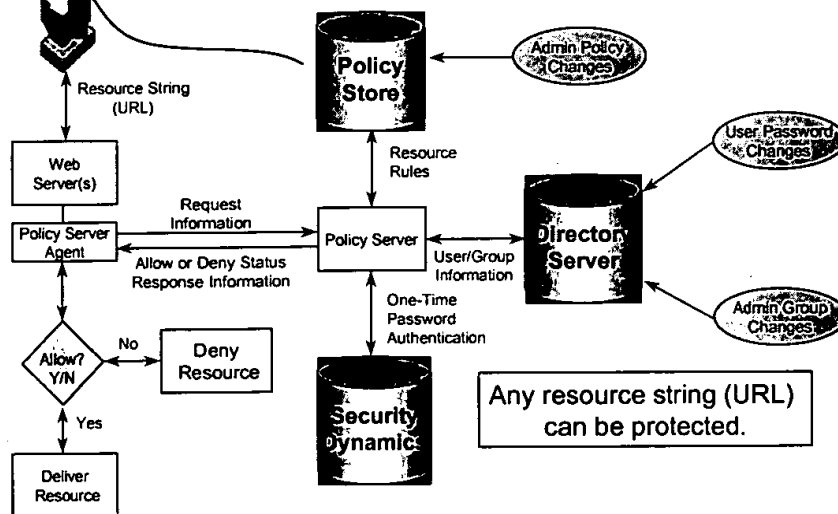 Policy
Store
Admin Policy
Changes
Resource String
(URL)
User Password
Changes
Web
Server(s)
Resource
Rules
Request
Information
Policy Server
Agent
Policy Server
Directory
Server
Allow or Deny Status
Response Information
User/Group
Information
One-Time
Password
Authentication
Admin Group
Changes
Allow?
Y/N
No
Deny
Resource
Yes
Security
Dynamic
Any resource string (URL)
can be protected.
Deliver
Resource